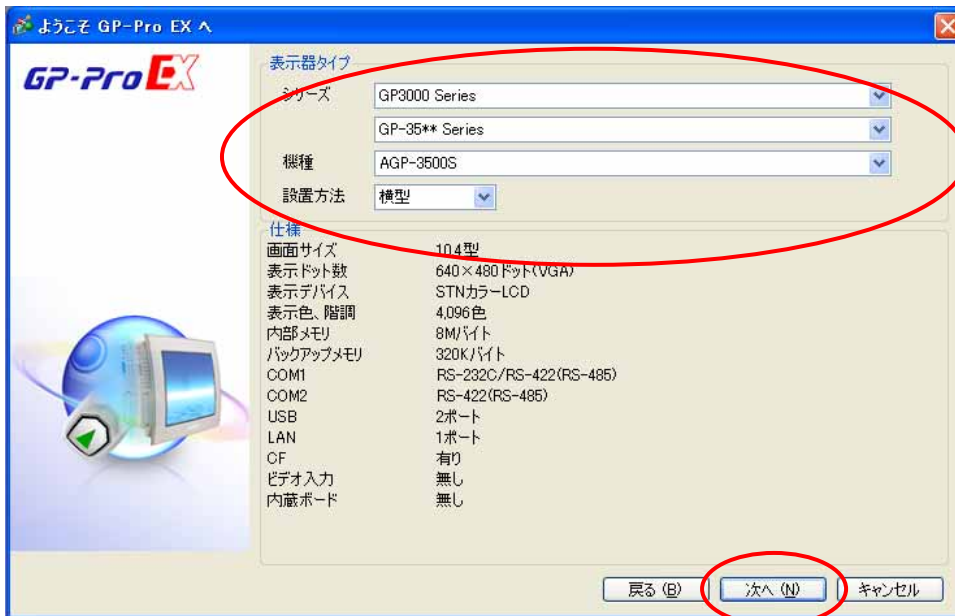 ようこそ GP-Pro EX へ
GP-Pro EX
表示器タイプ
シリーズ GP3000 Series
GP-35** Series
機種 AGP-3500S
設置方法 横型
仕様
画面サイズ 10.4型
表示ドット数 640×480ドット(VGA)
表示デバイス STNカラーLCD
表示色、階調 4,096色
内部メモリ 8Mバイト
バックアップメモリ 320Kバイト
COM1 RS-232C/RS-422(RS-485)
COM2 RS-422(RS-485)
USB 2ポート
LAN 1ポート
CF 有り
ビデオ入力 無し
内蔵ボード 無し
戻る (B) 次へ (N) キャンセル